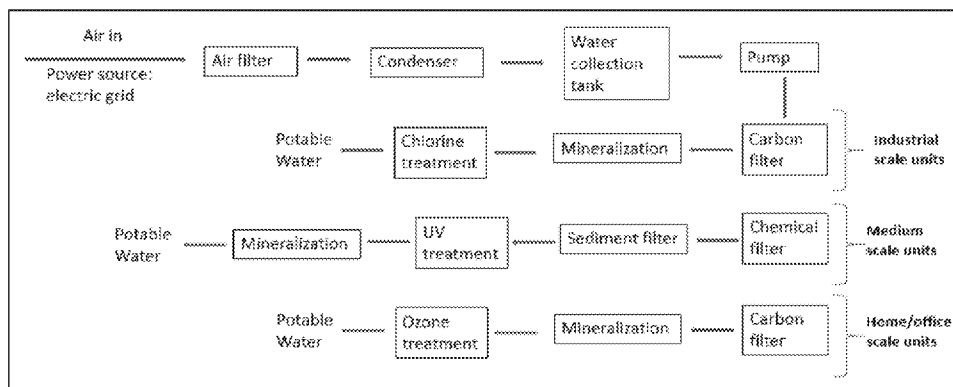 Air in
Power source:
electric grid
Air filter
Condenser
Water
collection
tank
Pump
Potable
Water
Chlorine
treatment
Mineralization
Carbon
filter
Industrial
scale units
Potable
Water
Mineralization
UV
treatment
Sediment filter
Chemical
filter
Medium
scale units
Potable
Water
Ozone
treatment
Mineralization
Carbon
filter
Home/office
scale units